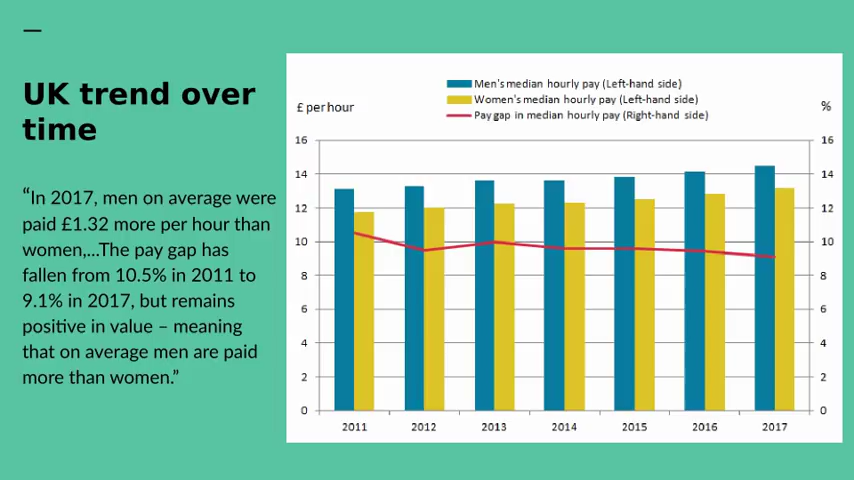 UK trend over
time
“In 2017, men on average were
paid £1.32 more per hour than
women,...The pay gap has
fallen from 10.5% in 2011 to
9.1% in 2017, but remains
positive in value – meaning
that on average men are paid
more than women.”
Men's median hourly pay (Left-hand side)
Women's median hourly pay (Left-hand side)
Pay gap in median hourly pay (Right-hand side)
£ per hour %
16 16
14 14
12 12
10 10
8 8
6 6
4 4
2 2
0 0
2011 2012 2013 2014 2015 2016 2017